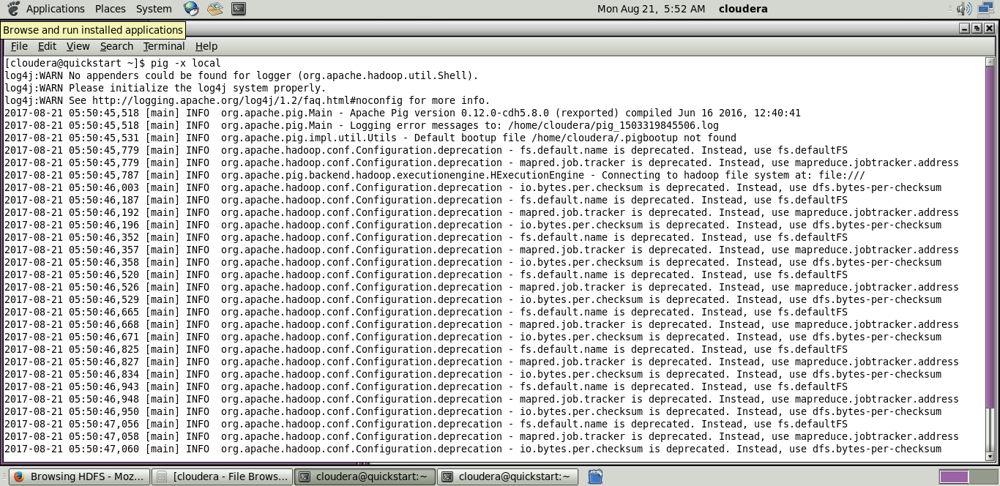 Applications Places System Mon Aug 21, 5:52 AM cloudera
Browse and run installed applications
File Edit View Search Terminal Help
[cloudera@quickstart ~]$ pig -x local
log4j:WARN No appenders could be found for logger (org.apache.hadoop.util.Shell).
log4j:WARN Please initialize the log4j system properly.
log4j:WARN See http://logging.apache.org/log4j/1.2/faq.html#noconfig for more info.
2017-08-21 05:50:45,518 [main] INFO  org.apache.pig.Main - Apache Pig version 0.12.0-cdh5.8.0 (rexported) compiled Jun 16 2016, 12:40:41
2017-08-21 05:50:45,518 [main] INFO  org.apache.pig.Main - Logging error messages to: /home/cloudera/pig_1503319845506.log
2017-08-21 05:50:45,531 [main] INFO  org.apache.pig.impl.util.Utils - Default bootup file /home/cloudera/.pigbootup not found
2017-08-21 05:50:45,779 [main] INFO  org.apache.hadoop.conf.Configuration.deprecation - fs.default.name is deprecated. Instead, use fs.defaultFS
2017-08-21 05:50:45,779 [main] INFO  org.apache.hadoop.conf.Configuration.deprecation - mapred.job.tracker is deprecated. Instead, use mapreduce.jobtracker.address
2017-08-21 05:50:45,787 [main] INFO  org.apache.pig.backend.hadoop.executionengine.HExecutionEngine - Connecting to hadoop file system at: file:///
2017-08-21 05:50:46,003 [main] INFO  org.apache.hadoop.conf.Configuration.deprecation - io.bytes.per.checksum is deprecated. Instead, use dfs.bytes-per-checksum
2017-08-21 05:50:46,187 [main] INFO  org.apache.hadoop.conf.Configuration.deprecation - fs.default.name is deprecated. Instead, use fs.defaultFS
2017-08-21 05:50:46,192 [main] INFO  org.apache.hadoop.conf.Configuration.deprecation - mapred.job.tracker is deprecated. Instead, use mapreduce.jobtracker.address
2017-08-21 05:50:46,196 [main] INFO  org.apache.hadoop.conf.Configuration.deprecation - io.bytes.per.checksum is deprecated. Instead, use dfs.bytes-per-checksum
2017-08-21 05:50:46,352 [main] INFO  org.apache.hadoop.conf.Configuration.deprecation - fs.default.name is deprecated. Instead, use fs.defaultFS
2017-08-21 05:50:46,357 [main] INFO  org.apache.hadoop.conf.Configuration.deprecation - mapred.job.tracker is deprecated. Instead, use mapreduce.jobtracker.address
2017-08-21 05:50:46,358 [main] INFO  org.apache.hadoop.conf.Configuration.deprecation - io.bytes.per.checksum is deprecated. Instead, use dfs.bytes-per-checksum
2017-08-21 05:50:46,520 [main] INFO  org.apache.hadoop.conf.Configuration.deprecation - fs.default.name is deprecated. Instead, use fs.defaultFS
2017-08-21 05:50:46,526 [main] INFO  org.apache.hadoop.conf.Configuration.deprecation - mapred.job.tracker is deprecated. Instead, use mapreduce.jobtracker.address
2017-08-21 05:50:46,529 [main] INFO  org.apache.hadoop.conf.Configuration.deprecation - io.bytes.per.checksum is deprecated. Instead, use dfs.bytes-per-checksum
2017-08-21 05:50:46,665 [main] INFO  org.apache.hadoop.conf.Configuration.deprecation - fs.default.name is deprecated. Instead, use fs.defaultFS
2017-08-21 05:50:46,668 [main] INFO  org.apache.hadoop.conf.Configuration.deprecation - mapred.job.tracker is deprecated. Instead, use mapreduce.jobtracker.address
2017-08-21 05:50:46,671 [main] INFO  org.apache.hadoop.conf.Configuration.deprecation - io.bytes.per.checksum is deprecated. Instead, use dfs.bytes-per-checksum
2017-08-21 05:50:46,825 [main] INFO  org.apache.hadoop.conf.Configuration.deprecation - fs.default.name is deprecated. Instead, use fs.defaultFS
2017-08-21 05:50:46,827 [main] INFO  org.apache.hadoop.conf.Configuration.deprecation - mapred.job.tracker is deprecated. Instead, use mapreduce.jobtracker.address
2017-08-21 05:50:46,834 [main] INFO  org.apache.hadoop.conf.Configuration.deprecation - io.bytes.per.checksum is deprecated. Instead, use dfs.bytes-per-checksum
2017-08-21 05:50:46,943 [main] INFO  org.apache.hadoop.conf.Configuration.deprecation - fs.default.name is deprecated. Instead, use fs.defaultFS
2017-08-21 05:50:46,948 [main] INFO  org.apache.hadoop.conf.Configuration.deprecation - mapred.job.tracker is deprecated. Instead, use mapreduce.jobtracker.address
2017-08-21 05:50:46,950 [main] INFO  org.apache.hadoop.conf.Configuration.deprecation - io.bytes.per.checksum is deprecated. Instead, use dfs.bytes-per-checksum
2017-08-21 05:50:47,056 [main] INFO  org.apache.hadoop.conf.Configuration.deprecation - fs.default.name is deprecated. Instead, use fs.defaultFS
2017-08-21 05:50:47,058 [main] INFO  org.apache.hadoop.conf.Configuration.deprecation - mapred.job.tracker is deprecated. Instead, use mapreduce.jobtracker.address
2017-08-21 05:50:47,060 [main] INFO  org.apache.hadoop.conf.Configuration.deprecation - io.bytes.per.checksum is deprecated. Instead, use dfs.bytes-per-checksum
Browsing HDFS - Moz... [cloudera - File Brows... cloudera@quickstart:~ cloudera@quickstart:~